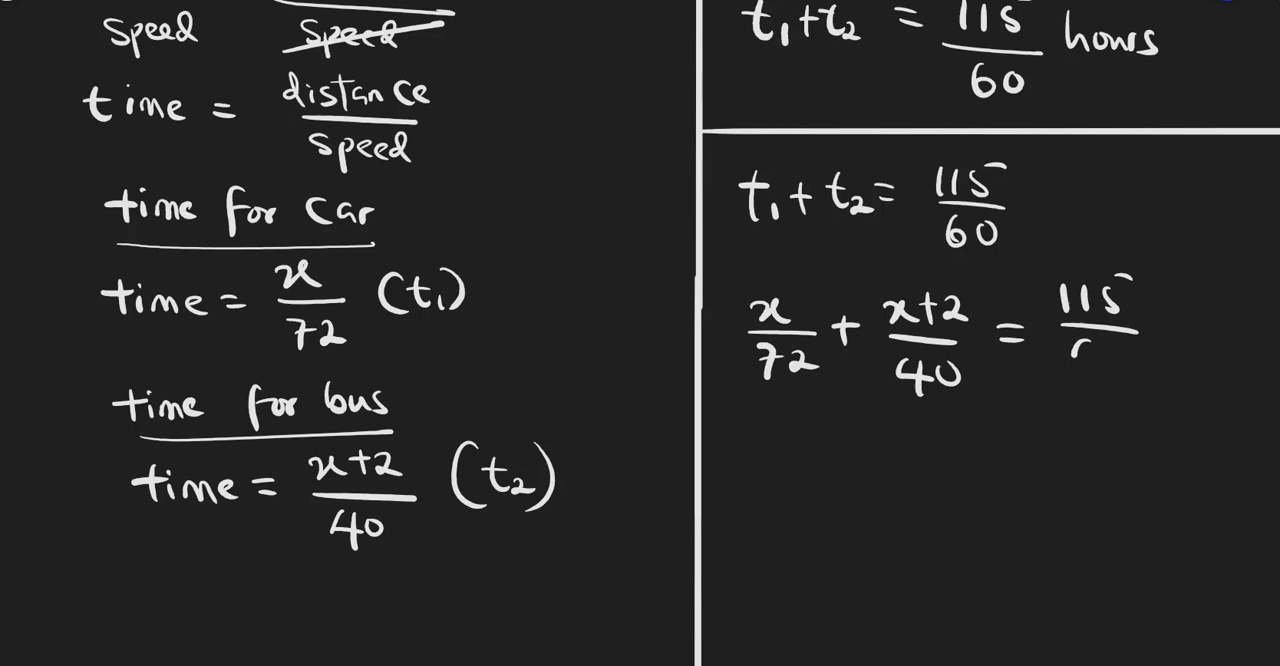 speed speed
time = distance/speed
time for car
time = x/72 (t₁)
time for bus
time = x+2/40 (t₂)
t₁+t₂ = 115/60 hours
t₁+t₂= 115/60
x/72 + x+2/40 = 115/